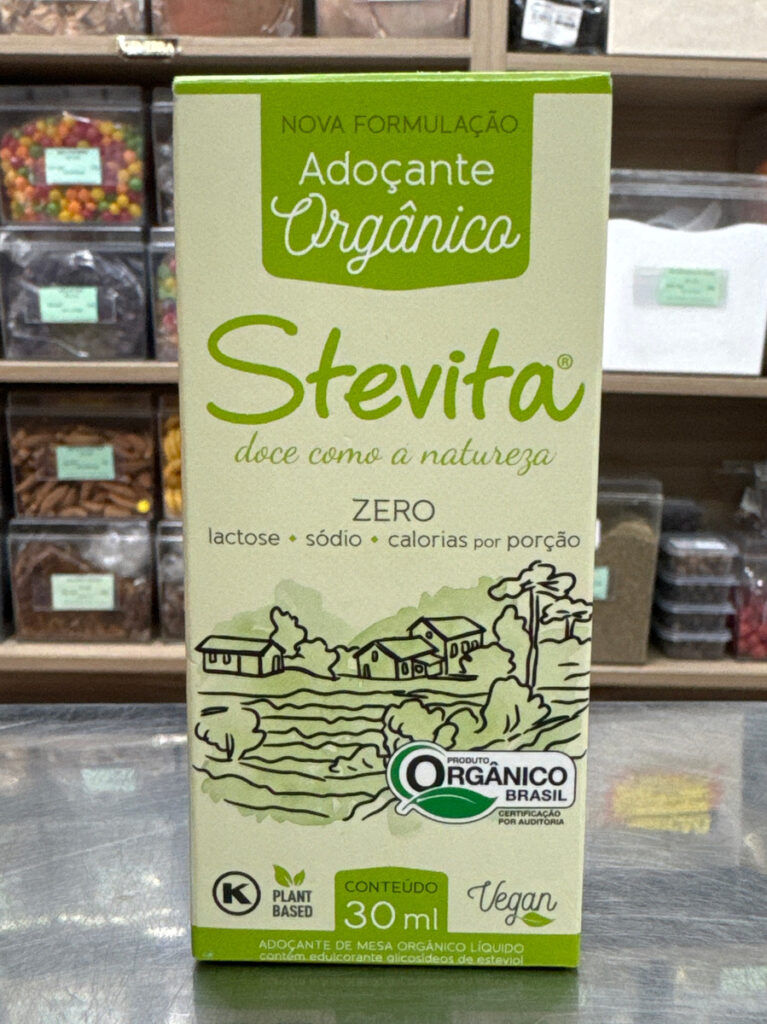 NOVA FORMULAÇÃO
Adoçante
Orgânico
Stevita®
doce como a natureza
ZERO
lactose • sódio • calorias por porção
PRODUTO
ORGÂNICO
BRASIL
CERTIFICAÇÃO
POR AUDITORIA
K
PLANT
BASED
CONTEÚDO
30 ml
Vegan
ADOÇANTE DE MESA ORGÂNICO LÍQUIDO
contém edulcorante glicosídeos de esteviol